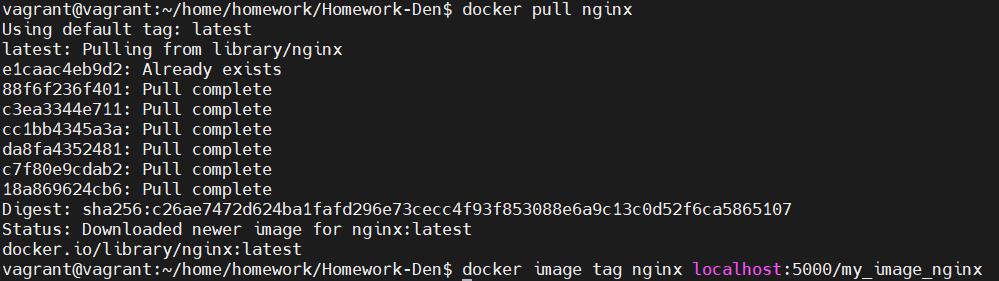 vagrant@vagrant:~/home/homework/Homework-Den$ docker pull nginx
Using default tag: latest
latest: Pulling from library/nginx
e1caac4eb9d2: Already exists
88f6f236f401: Pull complete
c3ea3344e711: Pull complete
cc1bb4345a3a: Pull complete
da8fa4352481: Pull complete
c7f80e9cdab2: Pull complete
18a869624cb6: Pull complete
Digest: sha256:c26ae7472d624ba1fafd296e73cecc4f93f853088e6a9c13c0d52f6ca5865107
Status: Downloaded newer image for nginx:latest
docker.io/library/nginx:latest
vagrant@vagrant:~/home/homework/Homework-Den$ docker image tag nginx localhost:5000/my_image_nginx